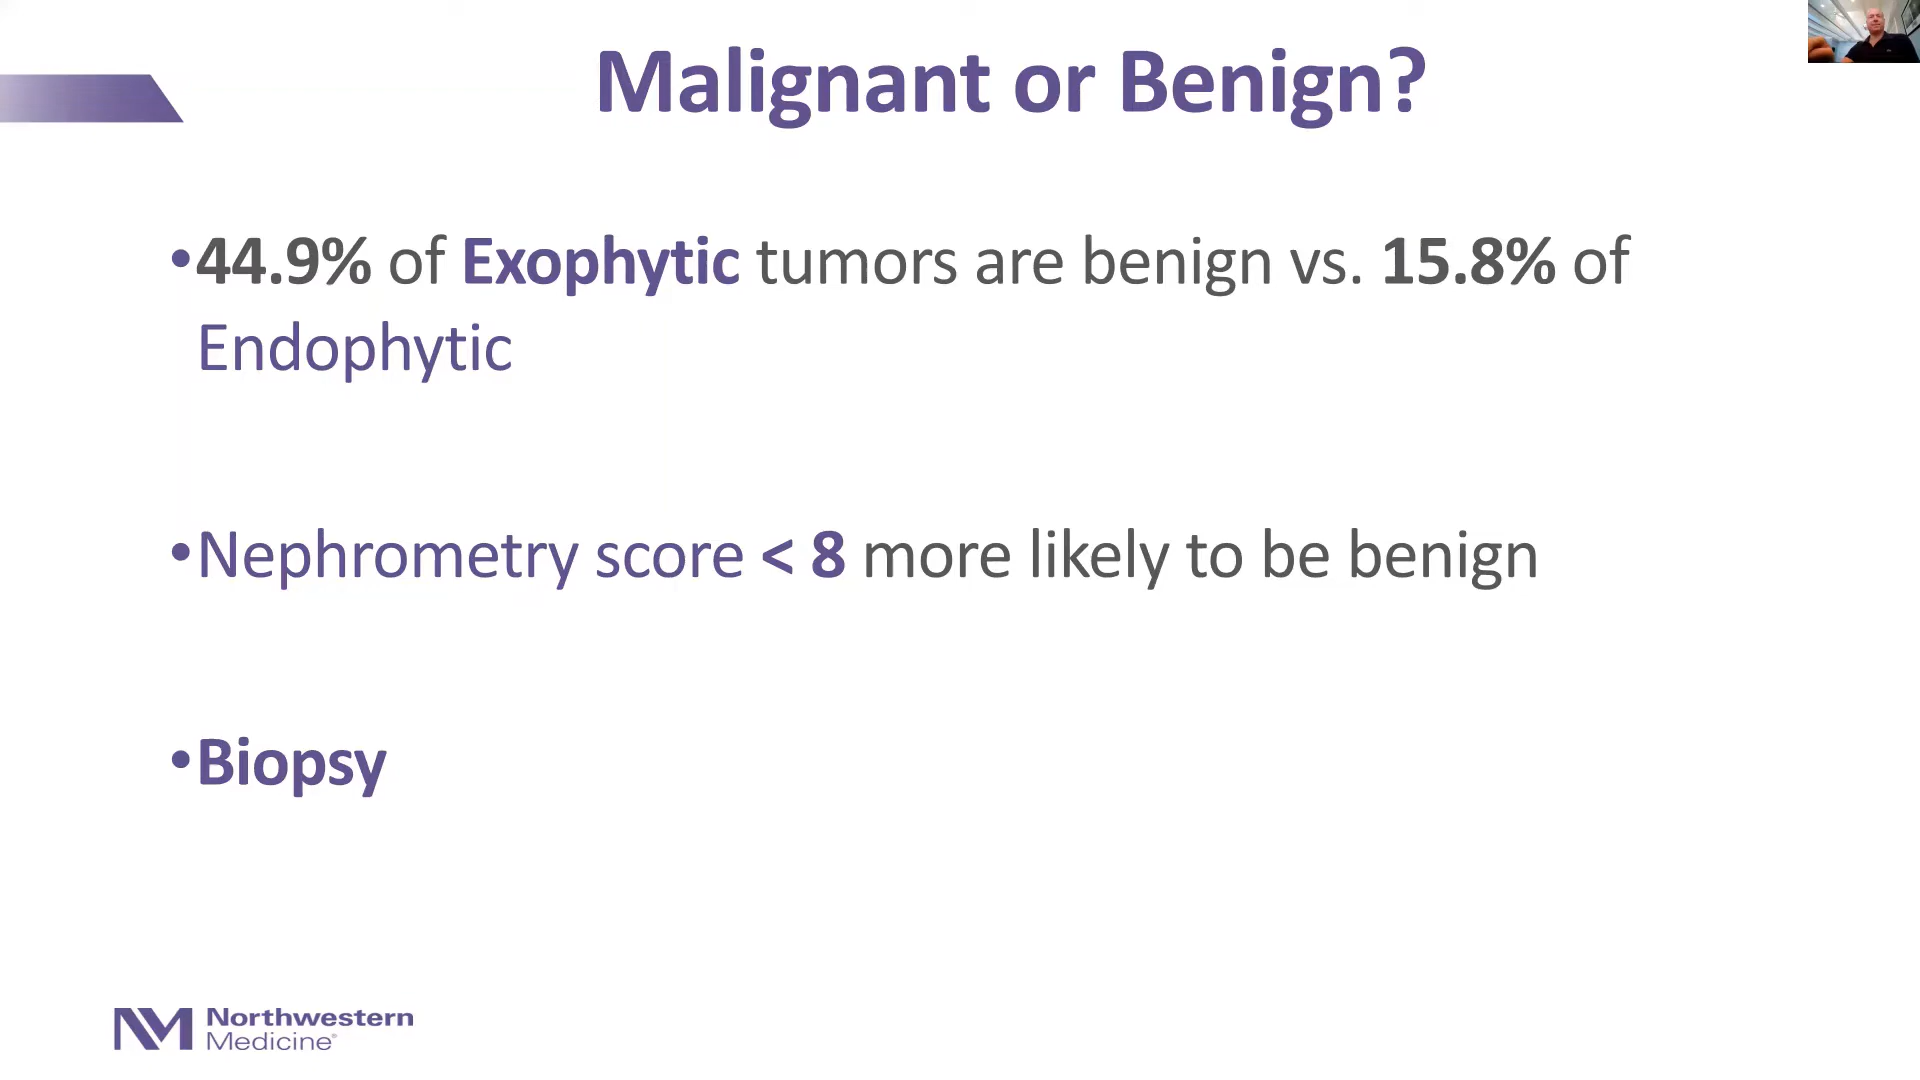 Malignant or Benign?
•44.9% of Exophytic tumors are benign vs. 15.8% of
Endophytic
•Nephrometry score < 8 more likely to be benign
•Biopsy
NM Northwestern
Medicine®